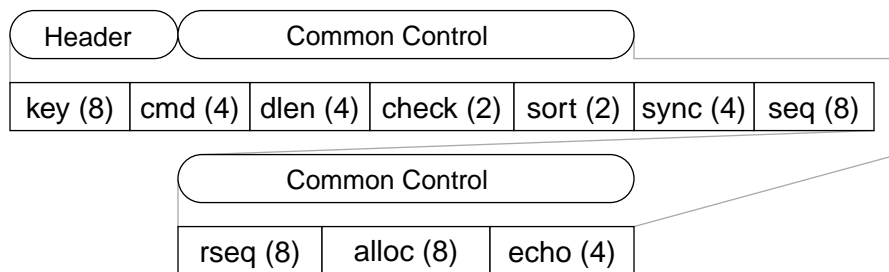 Header Common Control
key (8) cmd (4) dlen (4) check (2) sort (2) sync (4) seq (8)
Common Control
rseq (8) alloc (8) echo (4)